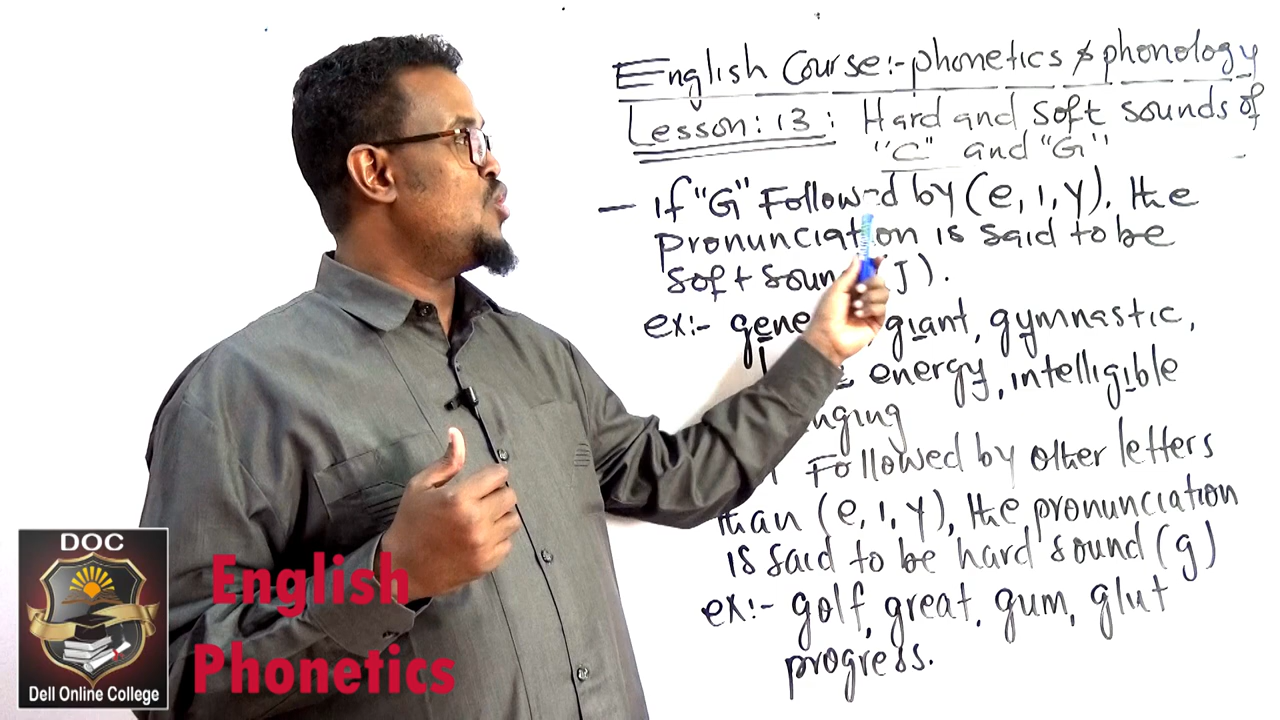 English Course:- phonetics & phonology
Lesson: 13: Hard and soft sounds of
"C" and "G"
— if "G" Followed by (e, i, y). the
pronunciation is said to be
soft soun J).
ex:- gene giant, gymnastic,
energy, intelligible
nging
Followed by other letters
than (e, i, y), the pronunciation
is said to be hard sound (g)
ex:- golf, great, gum, glut
progress.
DOC
Dell Online College
English
Phonetics